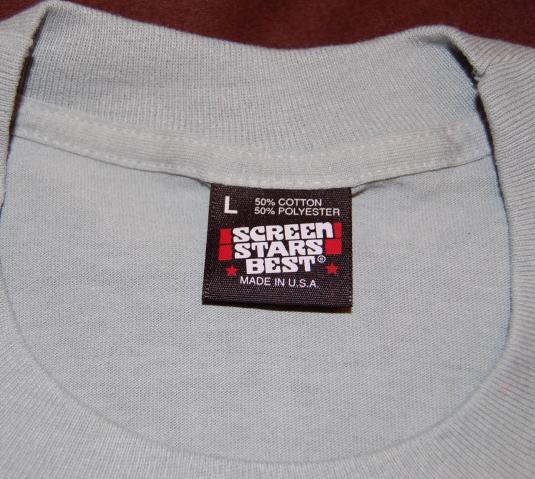 L 50% COTTON
50% POLYESTER
SCREEN
STARS
BEST®
MADE IN U.S.A.